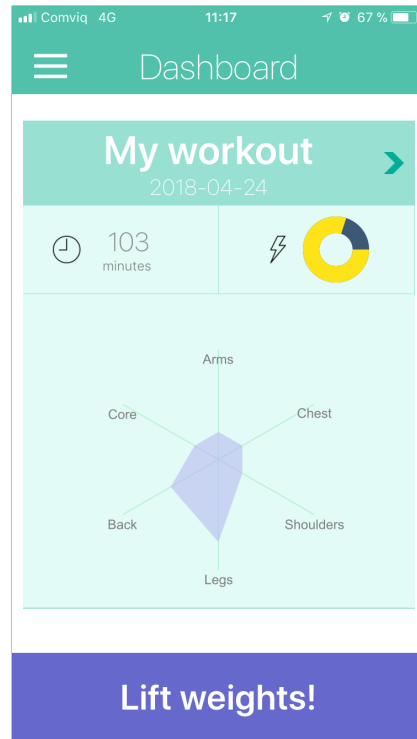 Comviq 4G 11:17 67 %
Dashboard
My workout
2018-04-24
103
minutes
Arms
Core
Chest
Back
Shoulders
Legs
Lift weights!